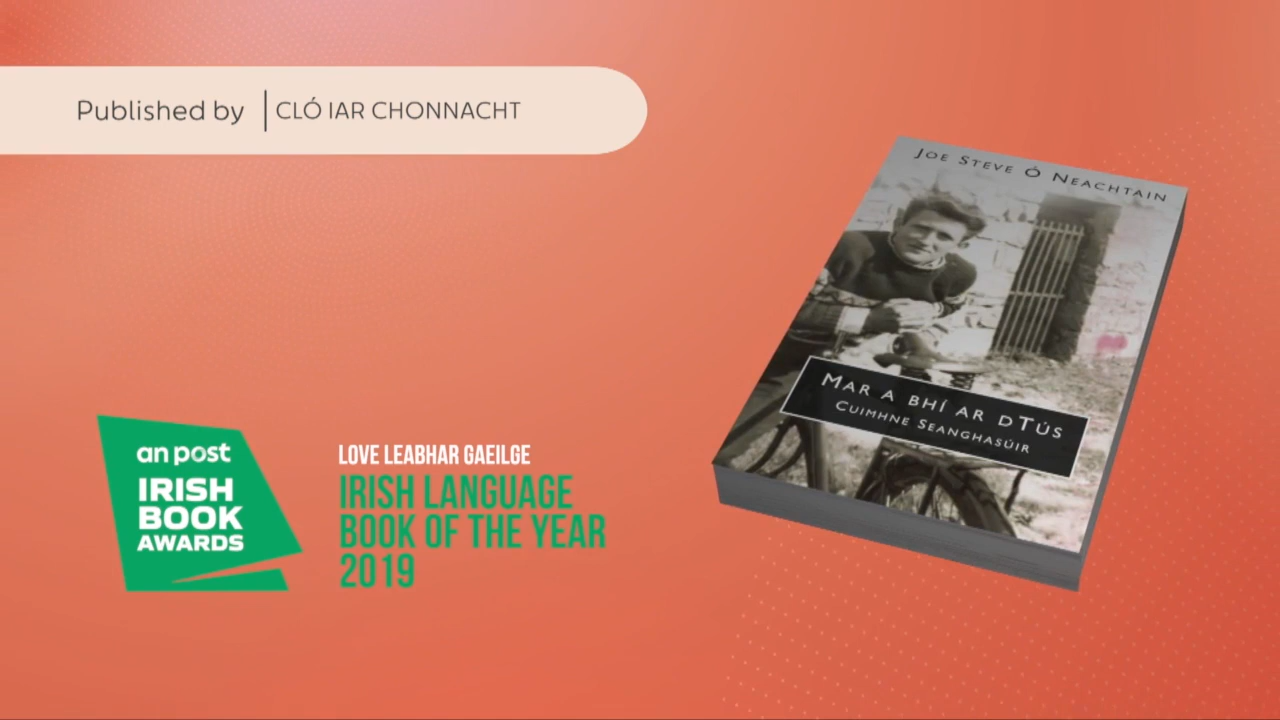 Published by | CLÓ IAR CHONNACHT
JOE STEVE Ó NEACHTAIN
MAR A BHÍ AR DTÚS
CUIMHNE SEANGHASÚIR
an post
IRISH
BOOK
AWARDS
LOVE LEABHAR GAEILGE
IRISH LANGUAGE
BOOK OF THE YEAR
2019